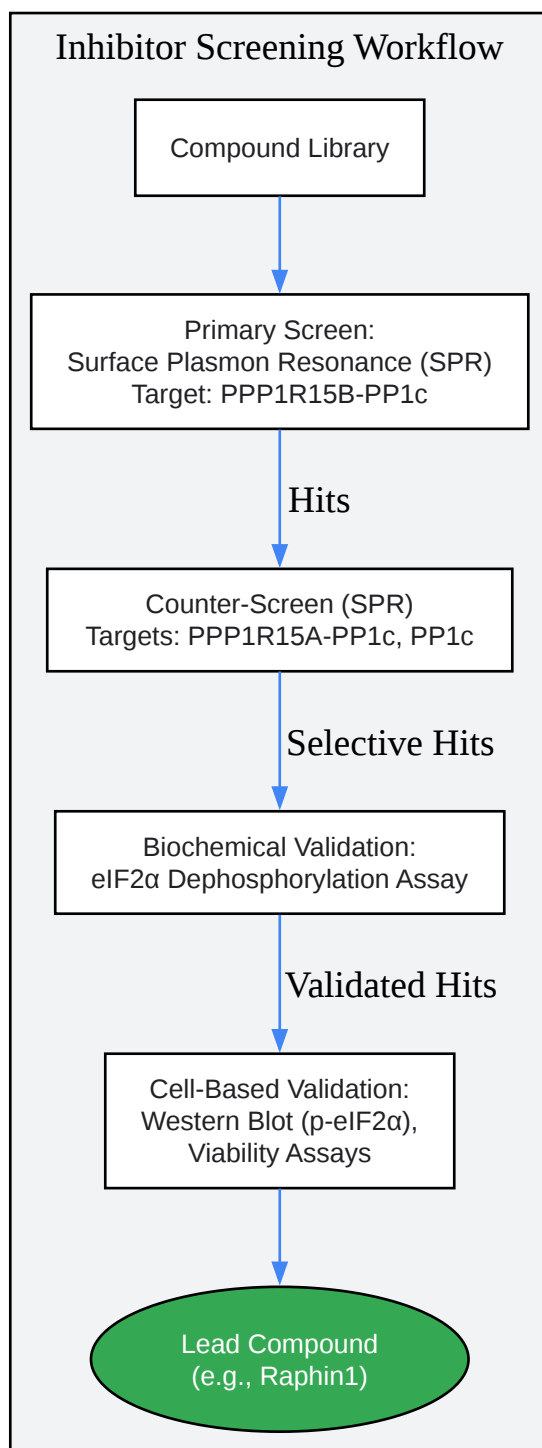 Inhibitor Screening Workflow
Compound Library
Primary Screen:
Surface Plasmon Resonance (SPR)
Target: PPP1R15B-PP1c
Hits
Counter-Screen (SPR)
Targets: PPP1R15A-PP1c, PP1c
Selective Hits
Biochemical Validation:
eIF2α Dephosphorylation Assay
Validated Hits
Cell-Based Validation:
Western Blot (p-eIF2α),
Viability Assays
Lead Compound
(e.g., Raphin1)